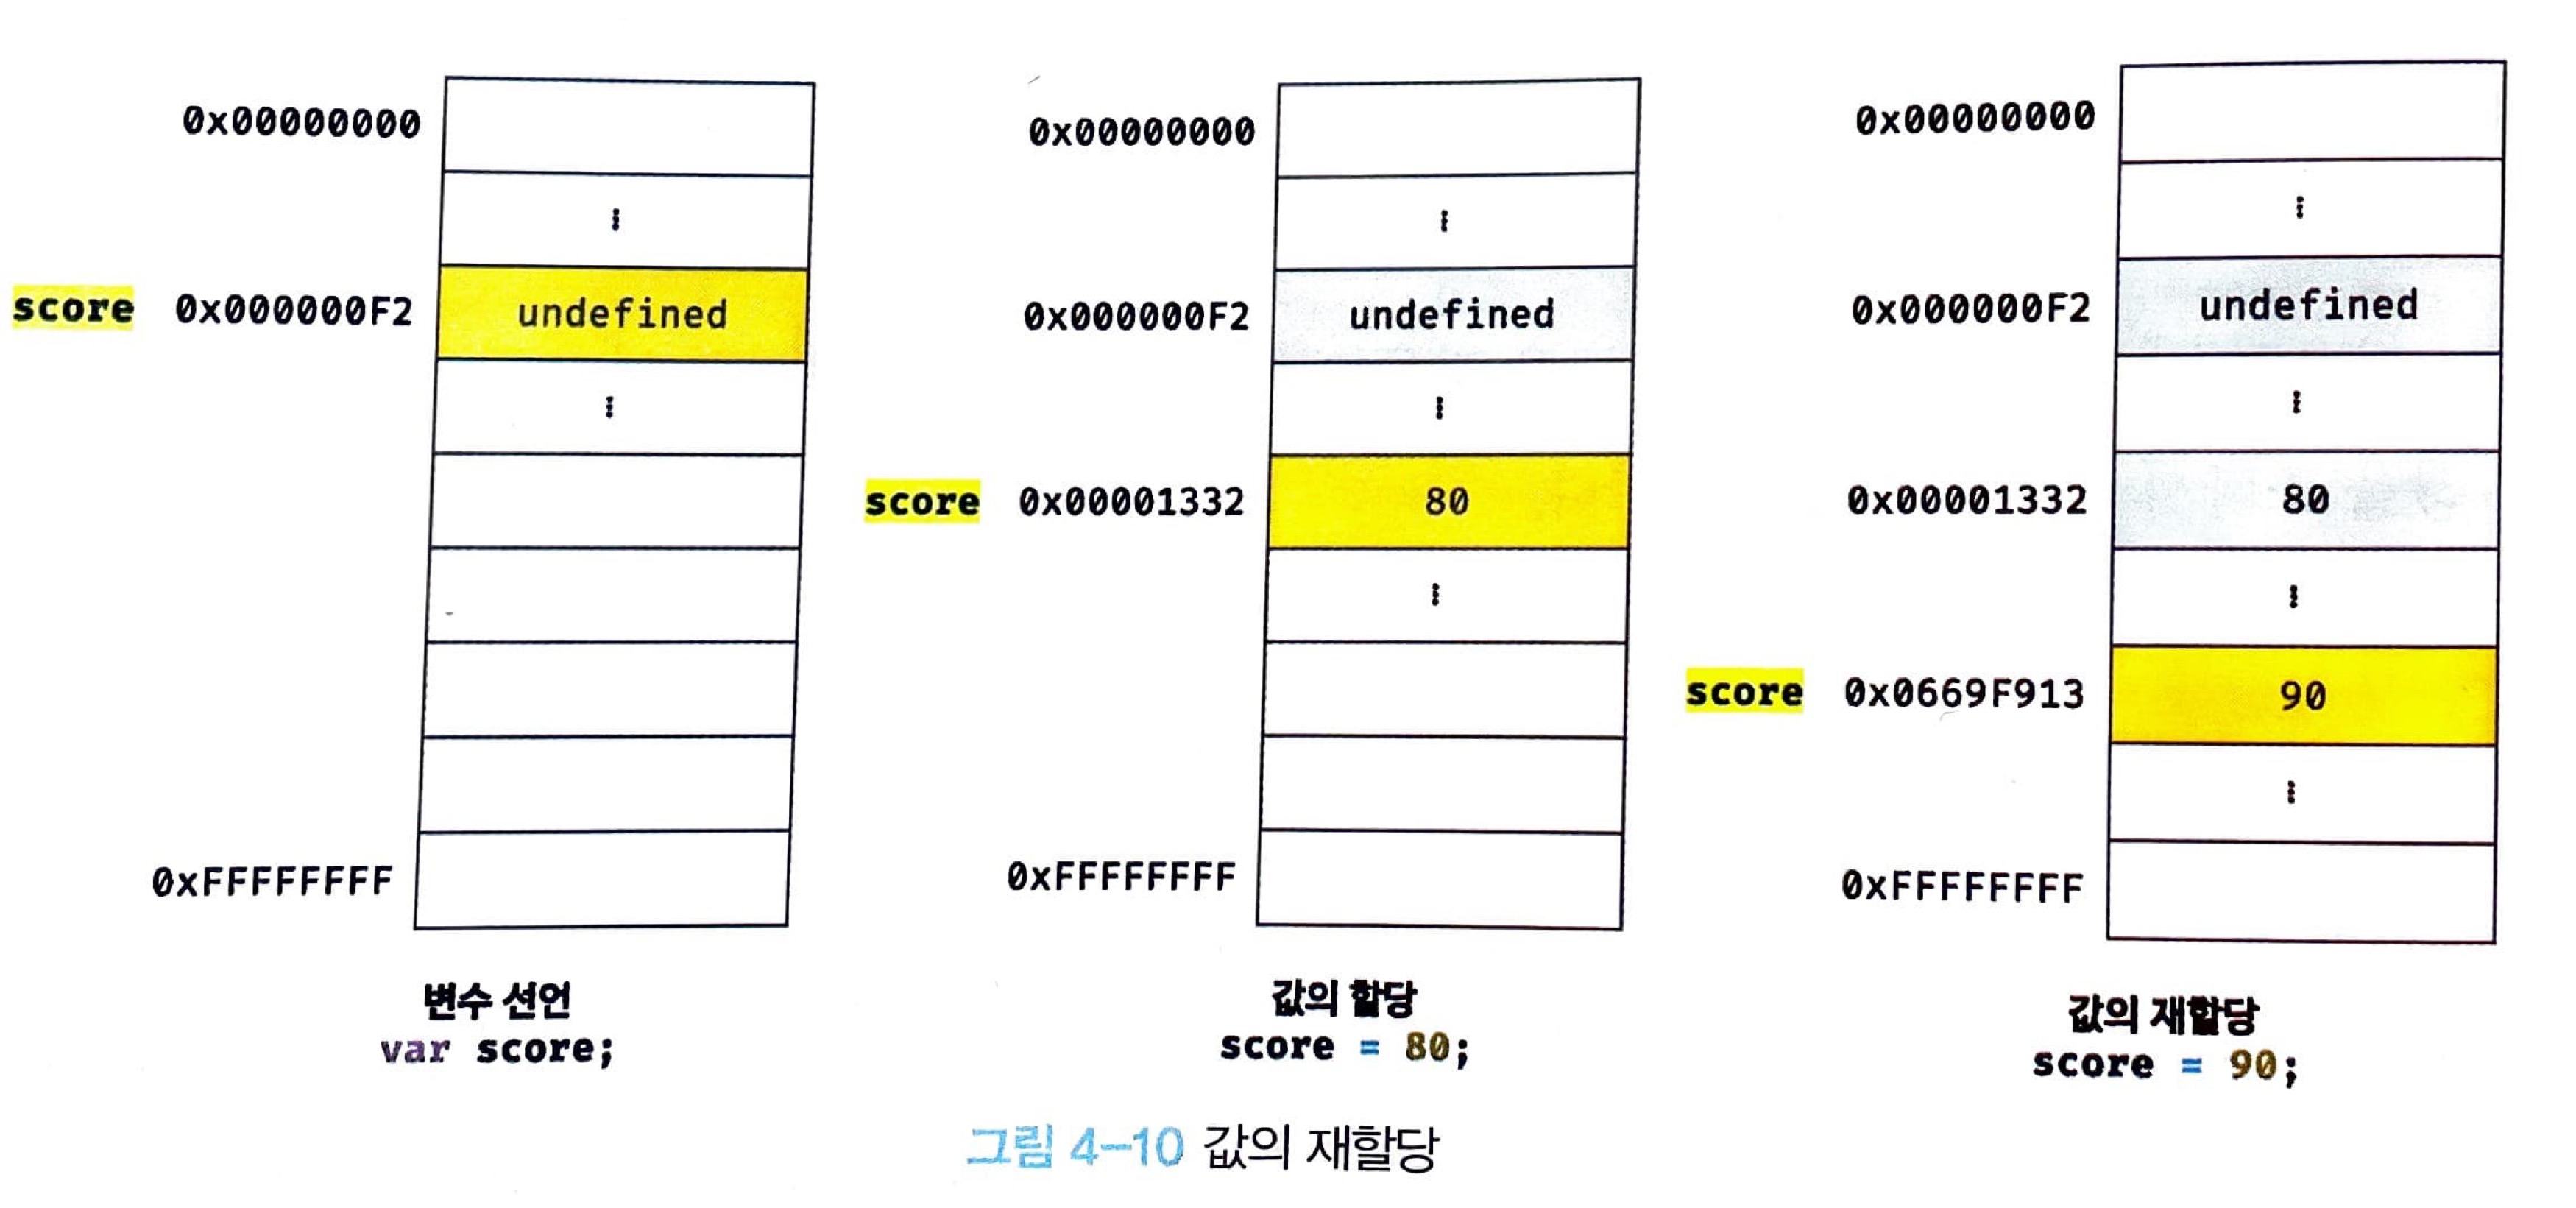 0x00000000
⋮
score 0x000000F2 undefined
⋮
0xFFFFFFFF
변수 선언
var score;
0x00000000
⋮
0x000000F2 undefined
⋮
score 0x00001332 80
⋮
0xFFFFFFFF
값의 할당
score = 80;
0x00000000
⋮
0x000000F2 undefined
⋮
0x00001332 80
⋮
score 0x0669F913 90
⋮
0xFFFFFFFF
값의 재할당
score = 90;
그림 4-10 값의 재할당